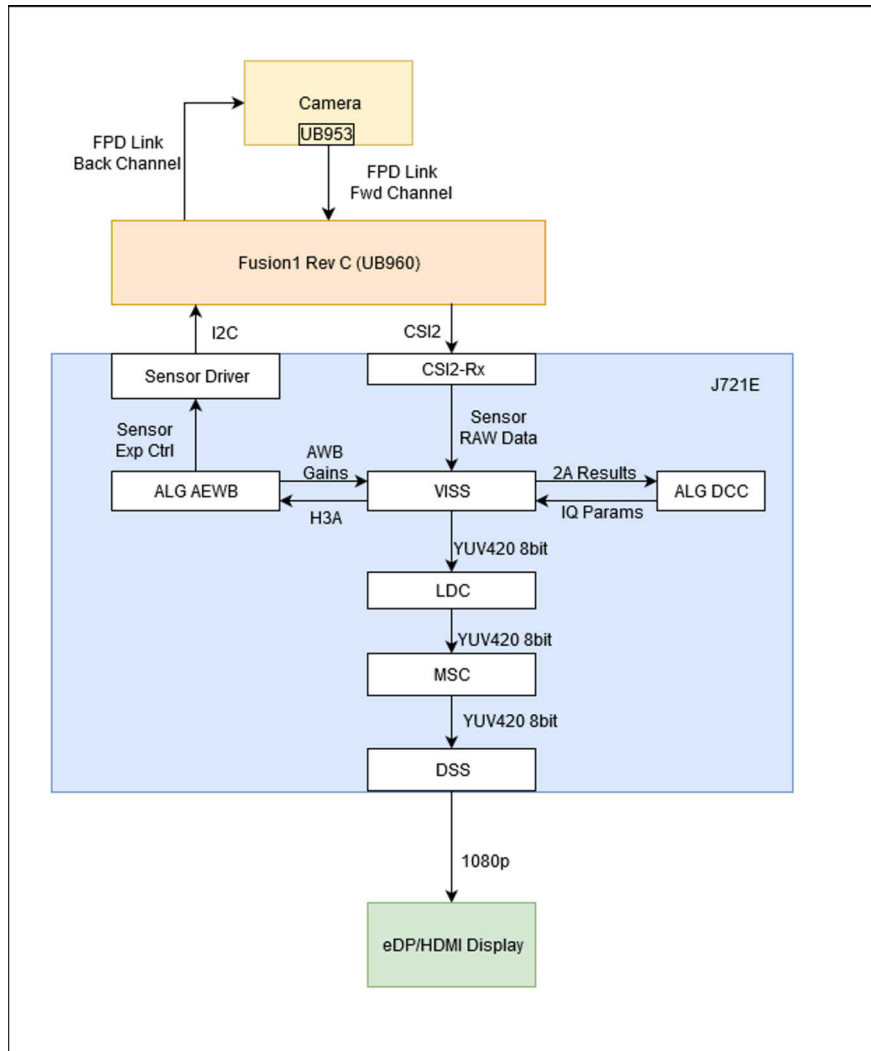 Camera
UB953
FPD Link
Back Channel
FPD Link
Fwd Channel
Fusion1 Rev C (UB960)
I2C
CSI2
Sensor Driver
CSI2-Rx
J721E
Sensor
Exp Ctrl
Sensor
RAW Data
AWB
Gains
2A Results
ALG AEWB
VISS
ALG DCC
H3A
IQ Params
YUV420 8bit
LDC
YUV420 8bit
MSC
YUV420 8bit
DSS
1080p
eDP/HDMI Display